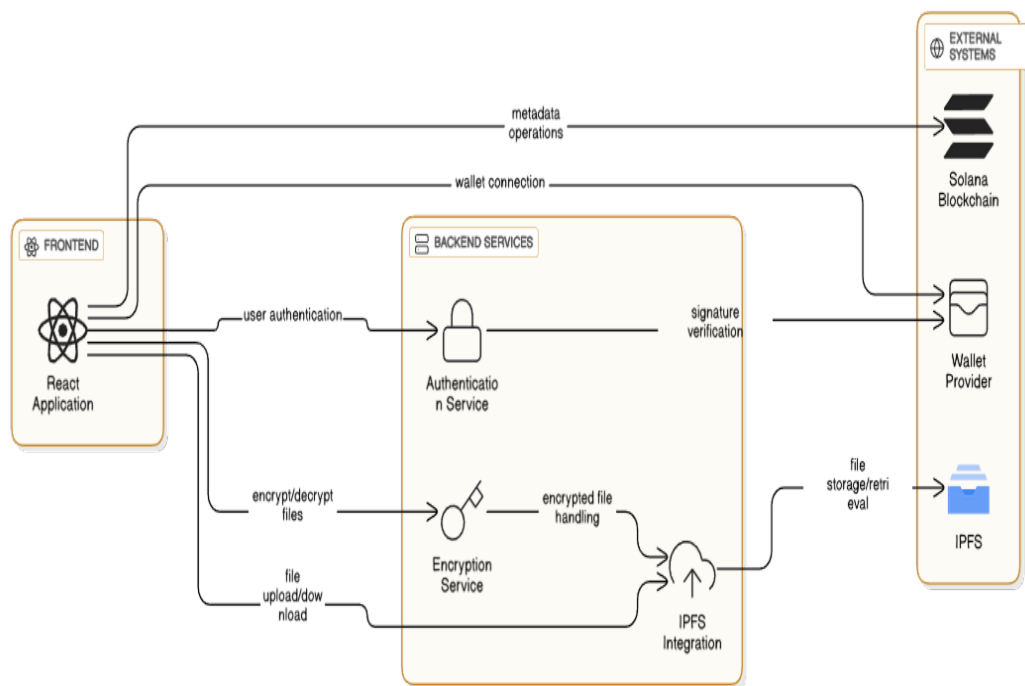 EXTERNAL
SYSTEMS
metadata
operations
Solana
Blockchain
wallet connection
FRONTEND
BACKEND SERVICES
user authentication
signature
verification
React
Application
Authenticatio
n Service
Wallet
Provider
encrypt/decrypt
files
encrypted file
handling
file
storage/retri
eval
IPFS
Encryption
Service
file
upload/dow
nload
IPFS
Integration